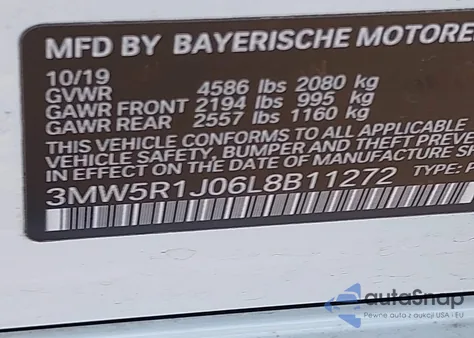 MFD BY BAYERISCHE MOTORE
10/19
GVWR 4586 lbs 2080 kg
GAWR FRONT 2194 lbs 995 kg
GAWR REAR 2557 lbs 1160 kg
THIS VEHICLE CONFORMS TO ALL APPLICABLE
VEHICLE SAFETY, BUMPER, AND THEFT PREVE
IN EFFECT ON THE DATE OF MANUFACTURE SH
3MW5R1J06L8B11272 TYPE: P
autoSnap
Pewne auta z aukcji USA i EU